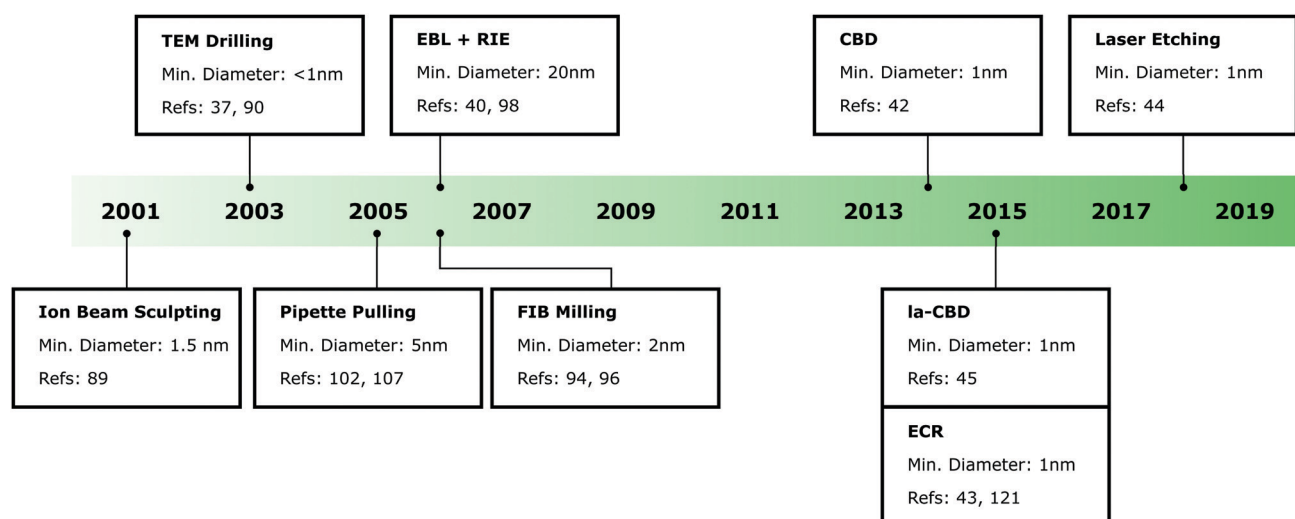 TEM Drilling
Min. Diameter: <1nm
Refs: 37, 90
EBL + RIE
Min. Diameter: 20nm
Refs: 40, 98
CBD
Min. Diameter: 1nm
Refs: 42
Laser Etching
Min. Diameter: 1nm
Refs: 44
2001 2003 2005 2007 2009 2011 2013 2015 2017 2019
Ion Beam Sculpting
Min. Diameter: 1.5 nm
Refs: 89
Pipette Pulling
Min. Diameter: 5nm
Refs: 102, 107
FIB Milling
Min. Diameter: 2nm
Refs: 94, 96
la-CBD
Min. Diameter: 1nm
Refs: 45
ECR
Min. Diameter: 1nm
Refs: 43, 121